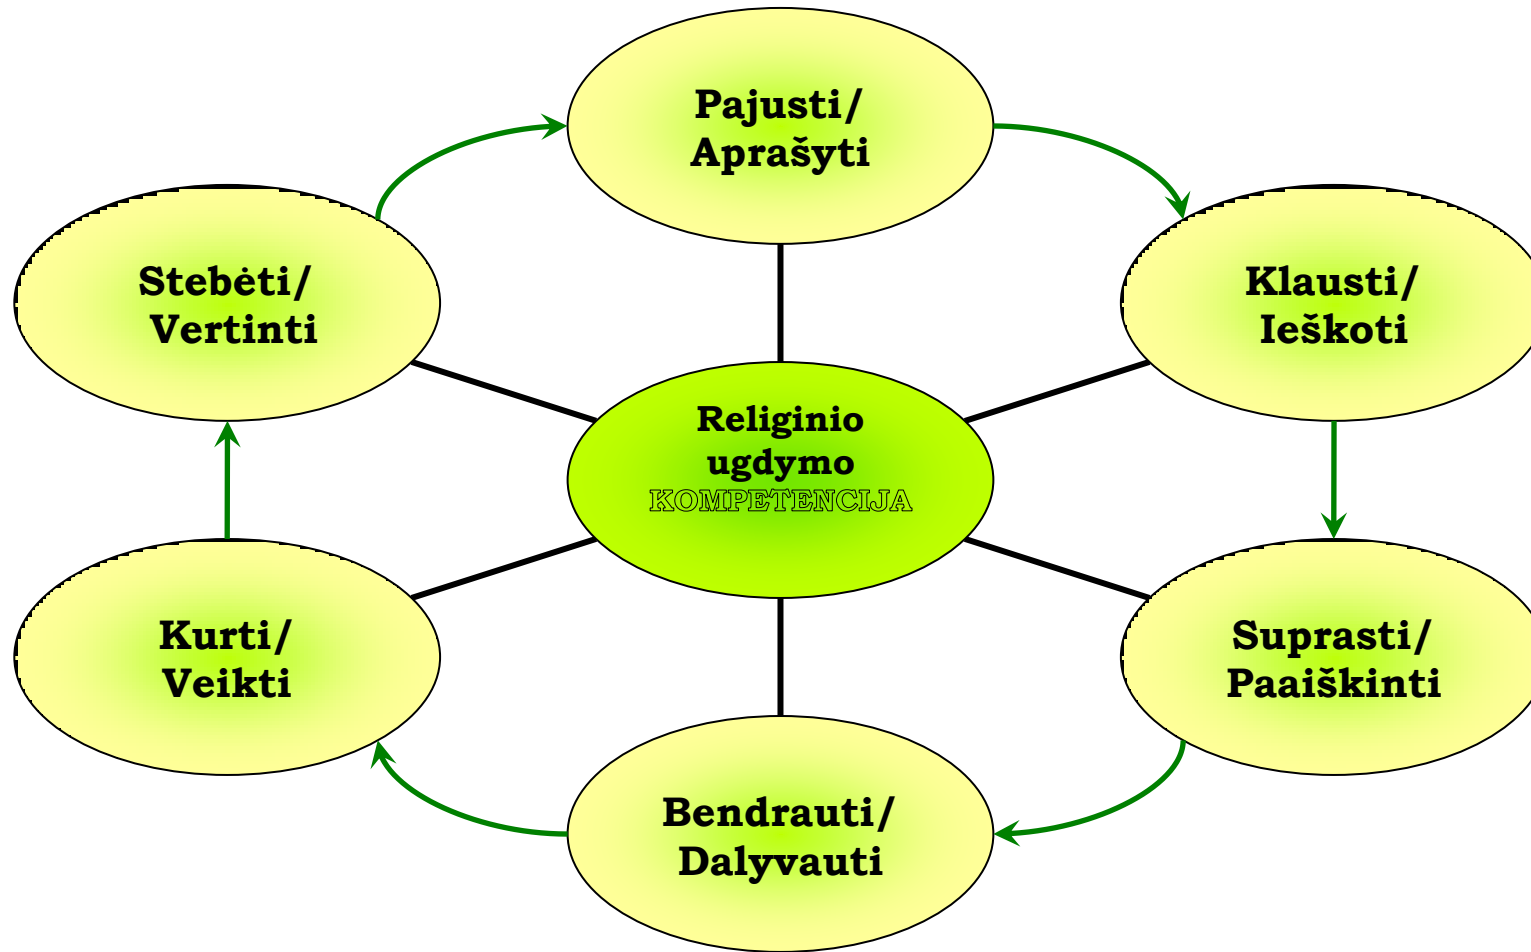 Pajusti/
Aprašyti
Klausti/
Ieškoti
Suprasti/
Paaiškinti
Bendrauti/
Dalyvauti
Kurti/
Veikti
Stebėti/
Vertinti
Religinio
ugdymo
KOMPETENCIJA